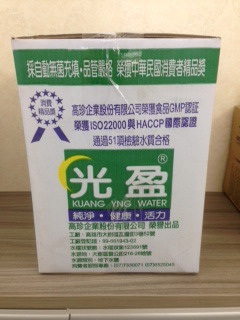 採自動無菌充填•品管嚴格 榮獲中華民國消費者精品獎
消費者
精品獎
高珍企業股份有限公司榮獲食品GMP認証
榮獲ISO22000與HACCP國際認證
通過51項檢驗水質合格
光盈®
KUANG YNG WATER
純淨•健康•活力
高珍企業股份有限公司 榮譽出品